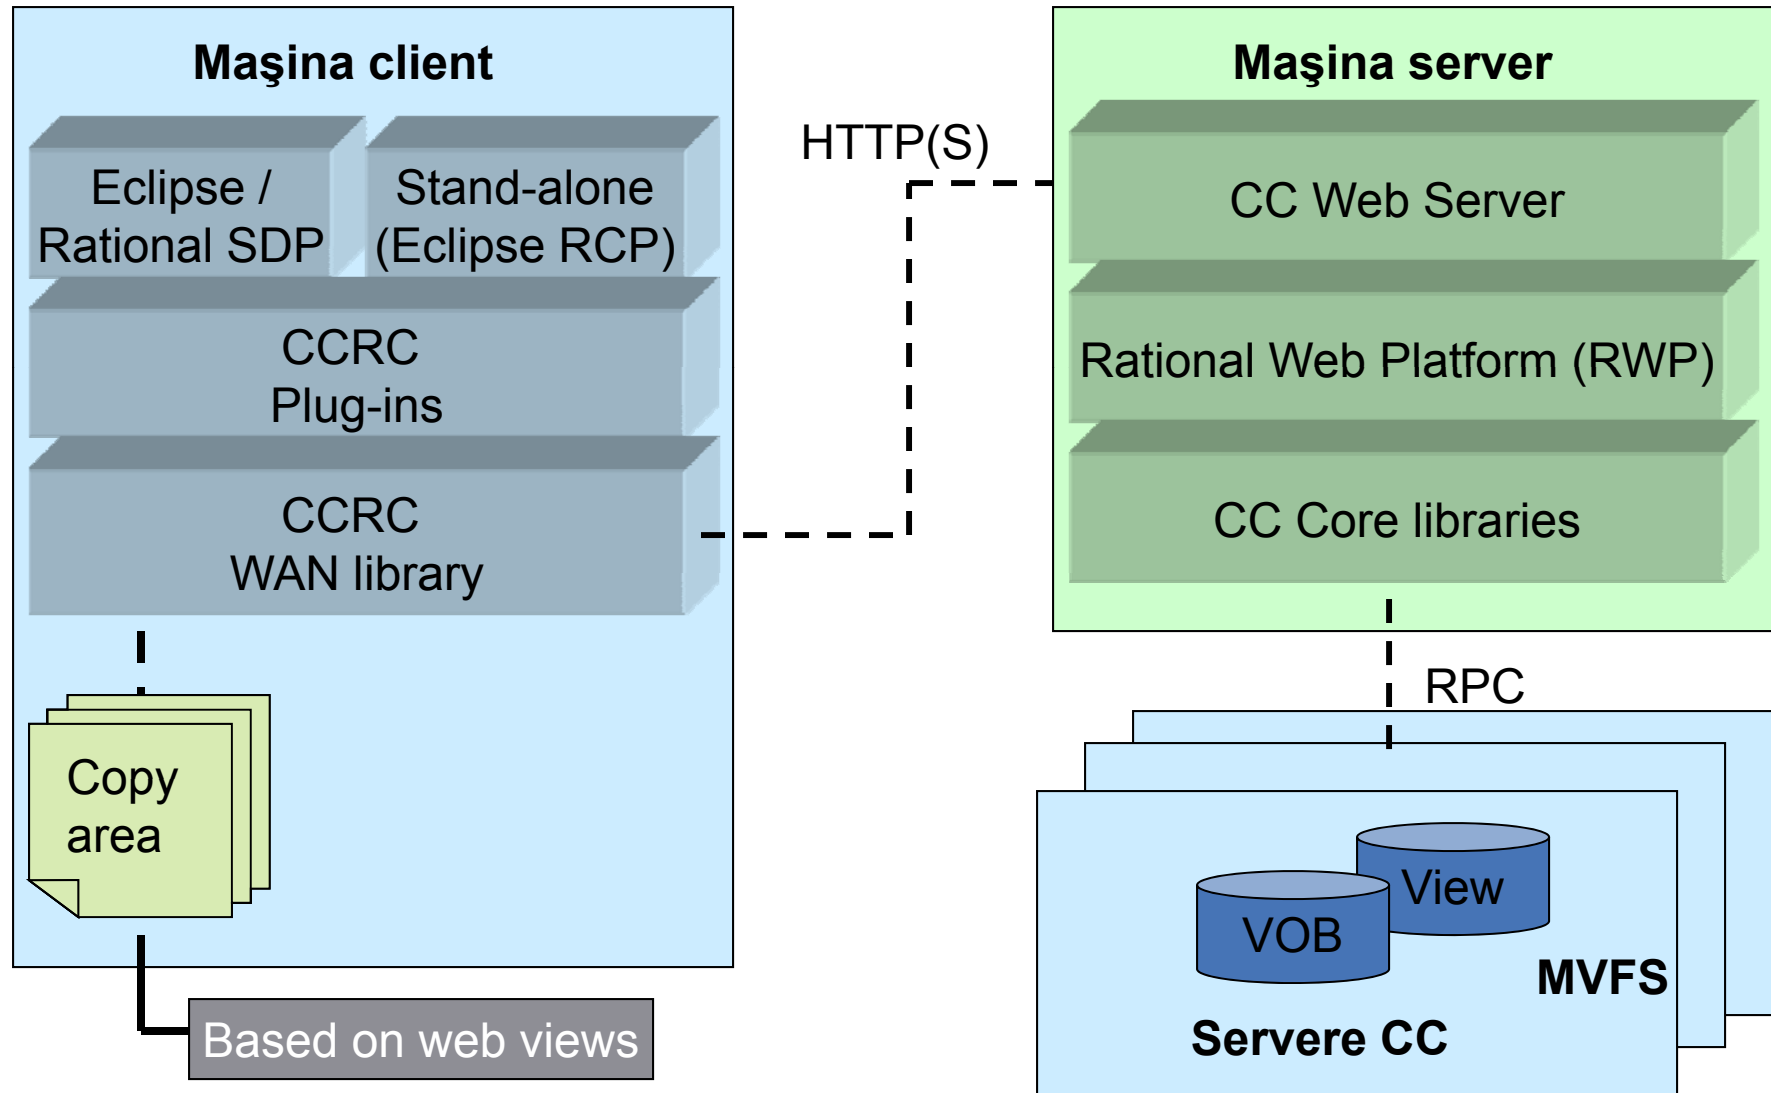 Maşina client
Eclipse /
Rational SDP
Stand-alone
(Eclipse RCP)
CCRC
Plug-ins
CCRC
WAN library
Copy
area
Based on web views
HTTP(S)
Maşina server
CC Web Server
Rational Web Platform (RWP)
CC Core libraries
RPC
View
VOB
MVFS
Servere CC